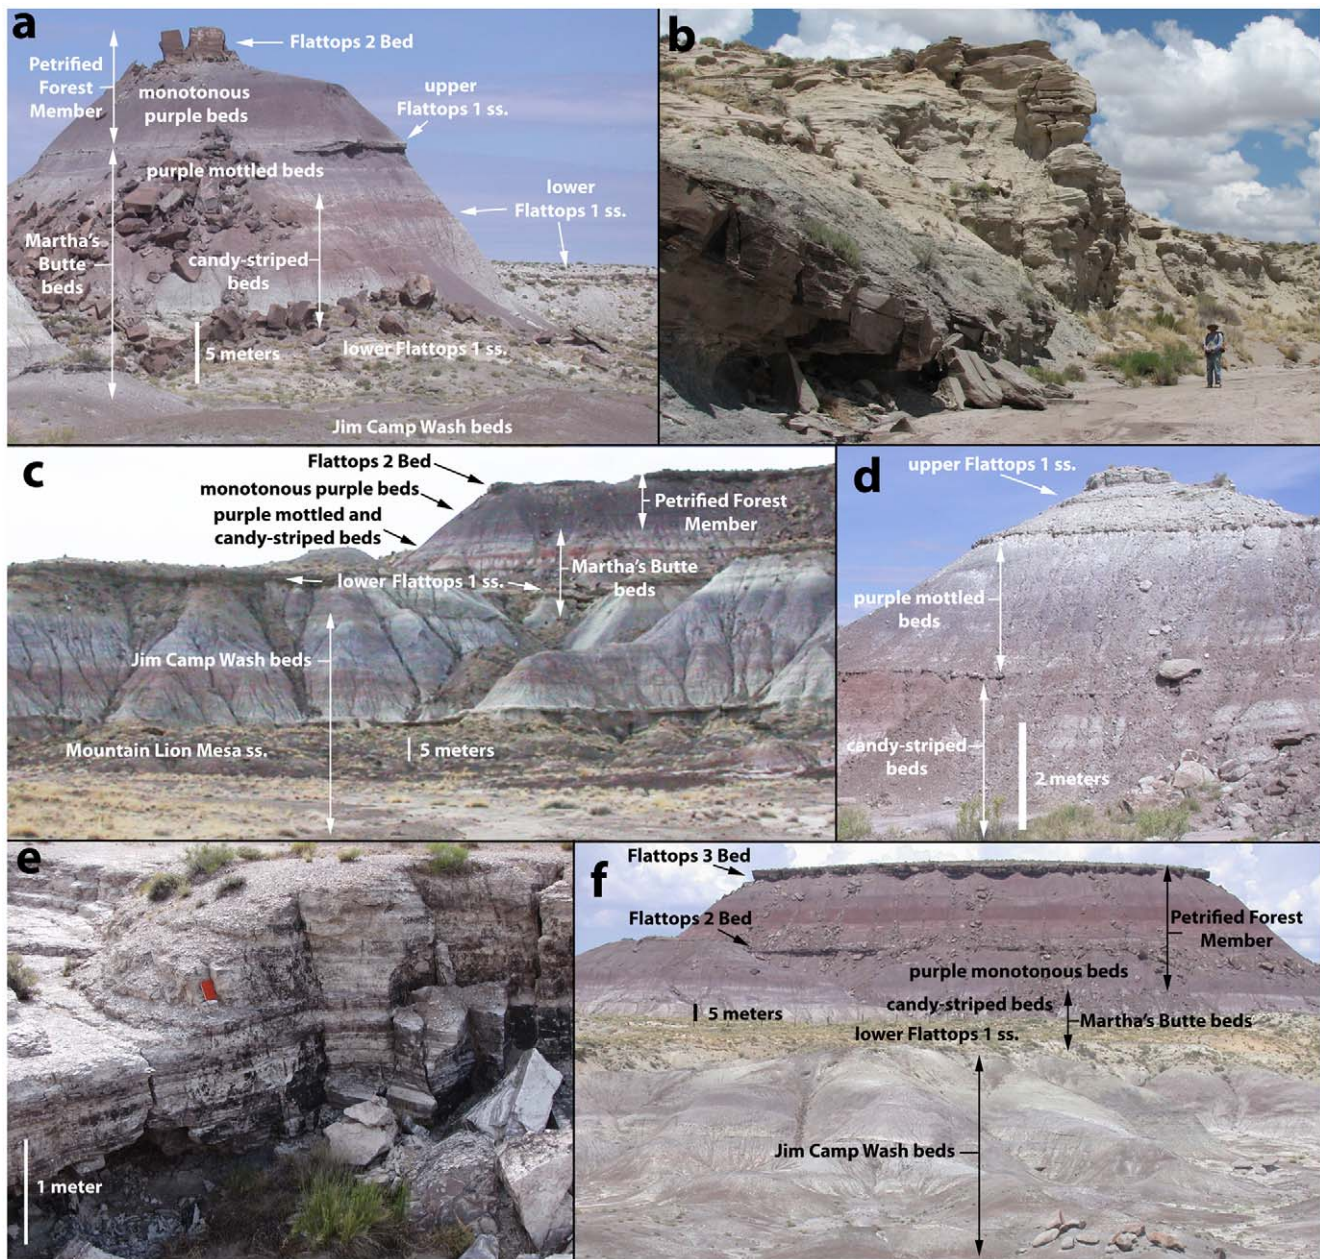 a
Flattops 2 Bed
Petrified
Forest
Member
monotonous
purple beds
upper
Flattops 1 ss.
purple mottled beds
lower
Flattops 1 ss.
Martha's
Butte
beds
candy-striped
beds
5 meters
lower Flattops 1 ss.
Jim Camp Wash beds
b
c
Flattops 2 Bed
monotonous purple beds
purple mottled and
candy-striped beds
Petrified Forest
Member
lower Flattops 1 ss.
Martha's Butte
beds
Jim Camp Wash beds
Mountain Lion Mesa ss.
5 meters
d
upper Flattops 1 ss.
purple mottled
beds
candy-striped
beds
2 meters
e
1 meter
f
Flattops 3 Bed
Flattops 2 Bed
Petrified Forest
Member
purple monotonous beds
candy-striped beds
5 meters
Martha's Butte beds
lower Flattops 1 ss.
Jim Camp Wash beds